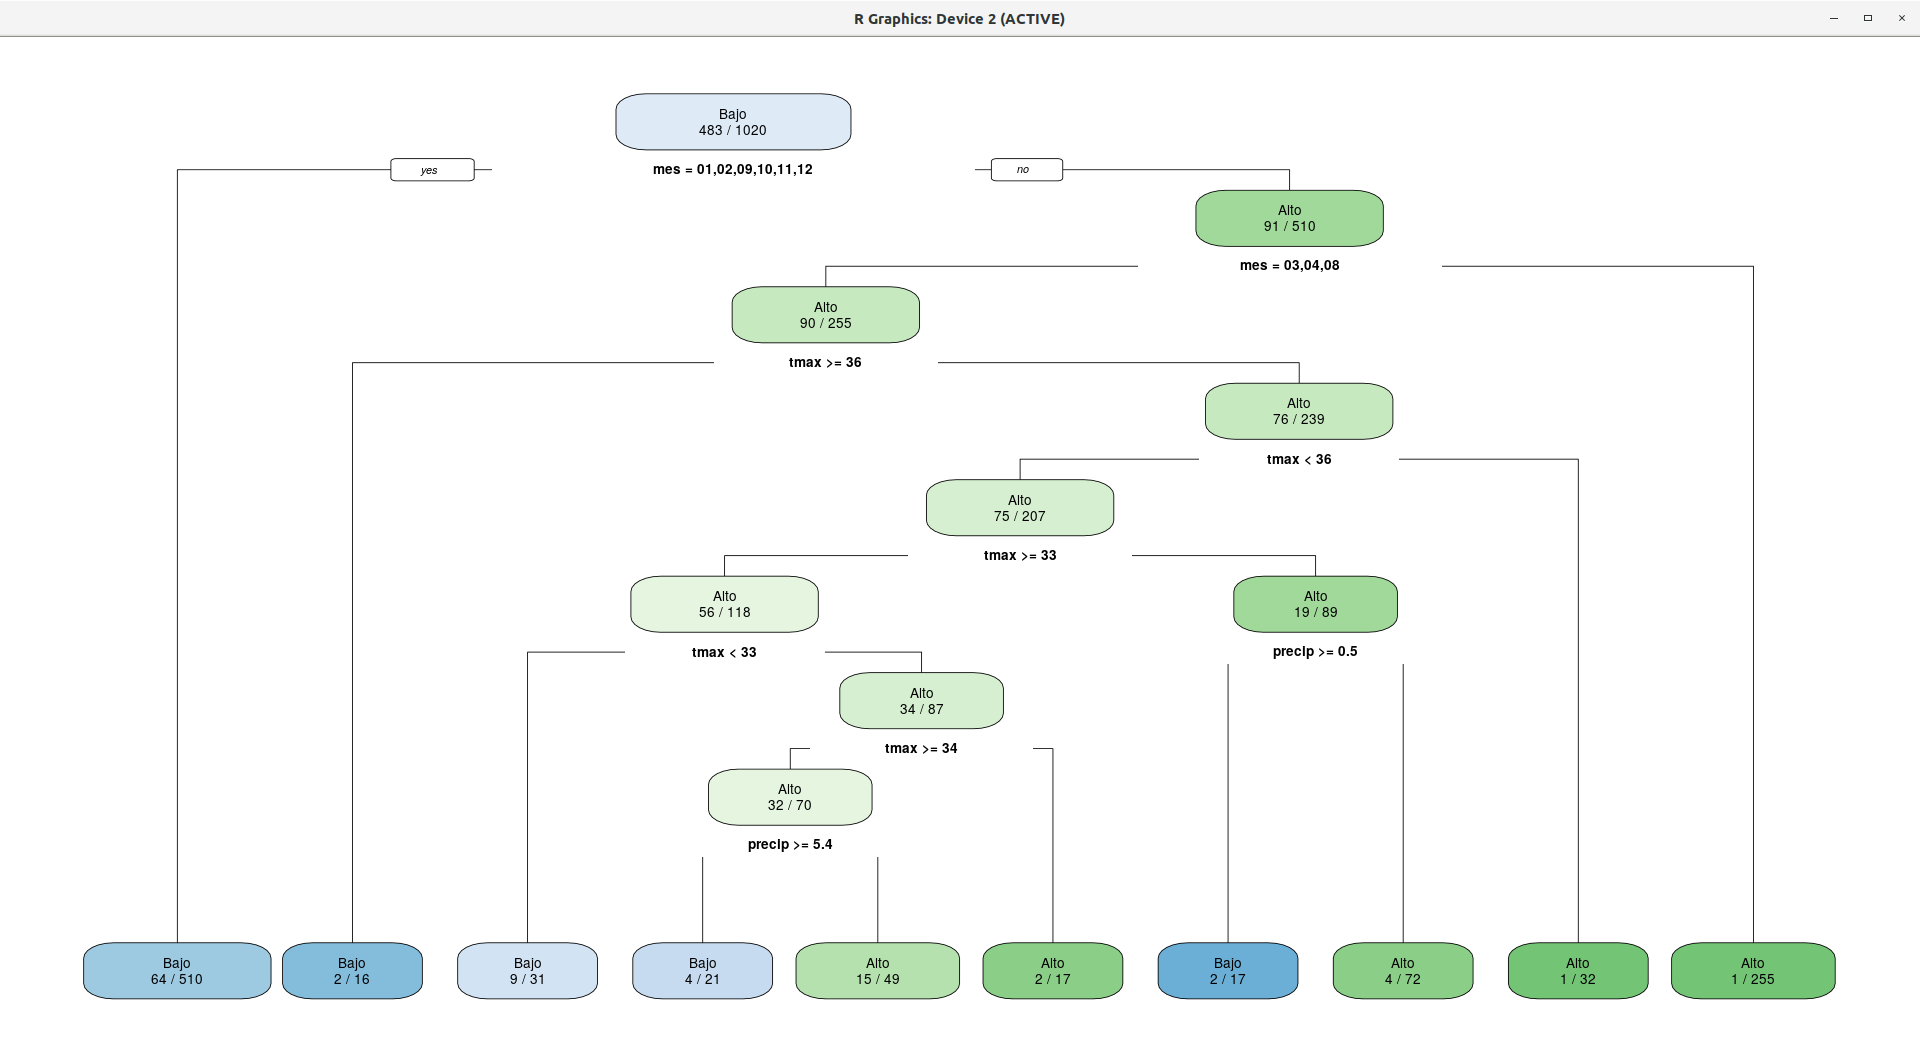 R Graphics: Device 2 (ACTIVE)
Bajo
483 / 1020
yes
mes = 01,02,09,10,11,12
no
Alto
91 / 510
mes = 03,04,08
Alto
90 / 255
tmax >= 36
Alto
76 / 239
tmax < 36
Alto
75 / 207
tmax >= 33
Alto
56 / 118
tmax < 33
Alto
19 / 89
precip >= 0.5
Alto
34 / 87
tmax >= 34
Alto
32 / 70
precip >= 5.4
Bajo
64 / 510
Bajo
2 / 16
Bajo
9 / 31
Bajo
4 / 21
Alto
15 / 49
Alto
2 / 17
Bajo
2 / 17
Alto
4 / 72
Alto
1 / 32
Alto
1 / 255